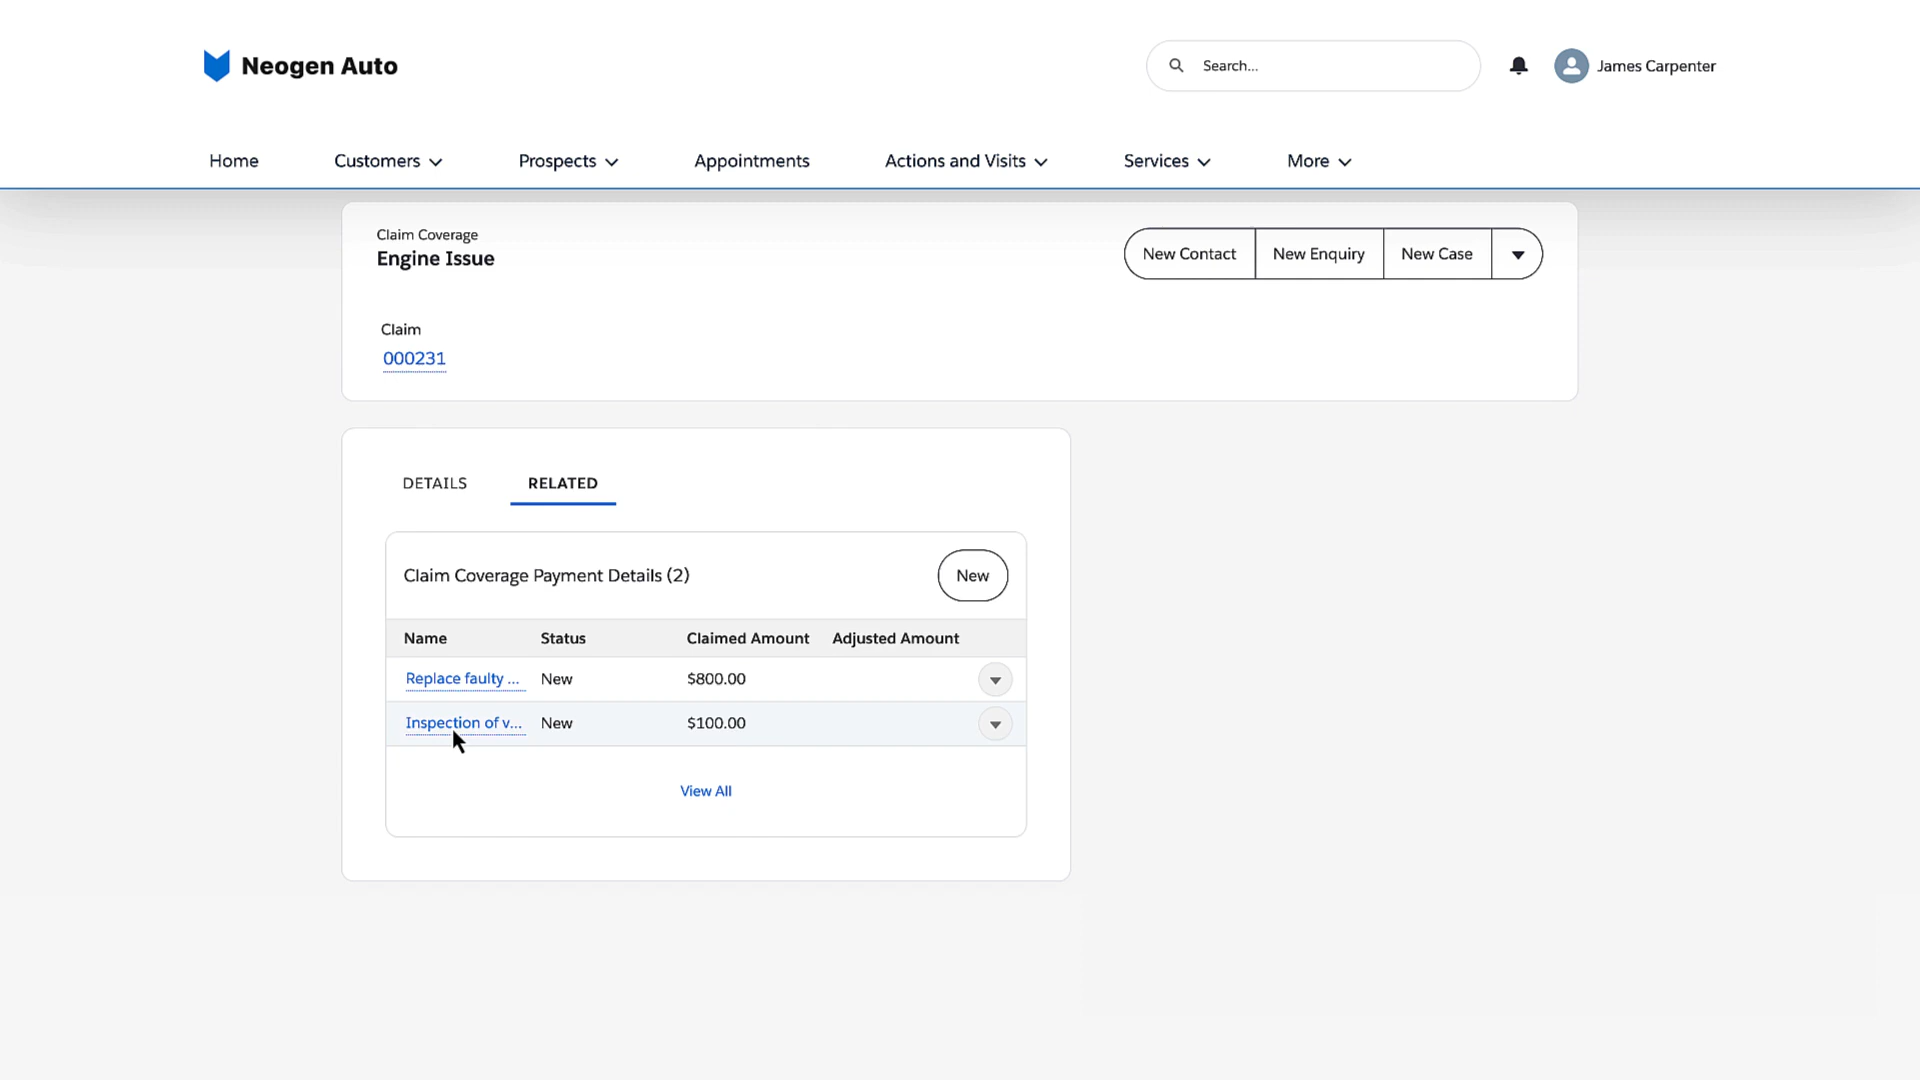 Neogen Auto
Search...
James Carpenter
Home
Customers
Prospects
Appointments
Actions and Visits
Services
More
Claim Coverage
Engine Issue
New Contact
New Enquiry
New Case
Claim
000231
DETAILS
RELATED
Claim Coverage Payment Details (2)
New
Name Status Claimed Amount Adjusted Amount
Replace faulty ... New $800.00
Inspection of v... New $100.00
View All